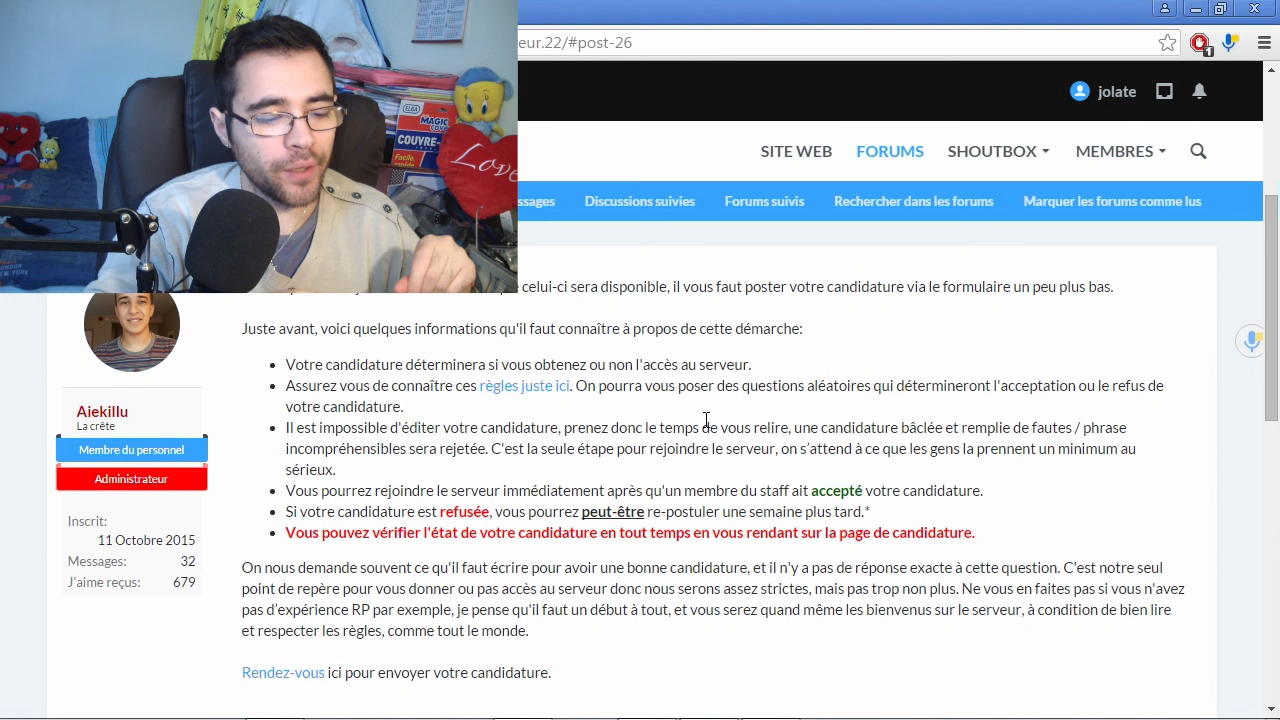 eur.22/#post-26
1
jolate
SITE WEB FORUMS SHOUTBOX MEMBRES
ssages Discussions suivies Forums suivis Rechercher dans les forums Marquer les forums comme lus
ELBA
MAGIC
COUVRE-
Facile,
Love
LONDON
NEW YORK
celui-ci sera disponible, il vous faut poster votre candidature via le formulaire un peu plus bas.
Juste avant, voici quelques informations qu'il faut connaître à propos de cette démarche:
Votre candidature déterminera si vous obtenez ou non l'accès au serveur.
Assurez vous de connaître ces règles juste ici. On pourra vous poser des questions aléatoires qui détermineront l'acceptation ou le refus de
votre candidature.
Il est impossible d'éditer votre candidature, prenez donc le temps de vous relire, une candidature bâclée et remplie de fautes / phrase
incompréhensibles sera rejetée. C'est la seule étape pour rejoindre le serveur, on s'attend à ce que les gens la prennent un minimum au
sérieux.
Vous pourrez rejoindre le serveur immédiatement après qu'un membre du staff ait accepté votre candidature.
Si votre candidature est refusée, vous pourrez peut-être re-postuler une semaine plus tard.*
Vous pouvez vérifier l'état de votre candidature en tout temps en vous rendant sur la page de candidature.
On nous demande souvent ce qu'il faut écrire pour avoir une bonne candidature, et il n'y a pas de réponse exacte à cette question. C'est notre seul
point de repère pour vous donner ou pas accès au serveur donc nous serons assez strictes, mais pas trop non plus. Ne vous en faites pas si vous n'avez
pas d'expérience RP par exemple, je pense qu'il faut un début à tout, et vous serez quand même les bienvenus sur le serveur, à condition de bien lire
et respecter les règles, comme tout le monde.
Rendez-vous ici pour envoyer votre candidature.
Aiekillu
La crête
Membre du personnel
Administrateur
Inscrit:
11 Octobre 2015
Messages: 32
J'aime reçus: 679